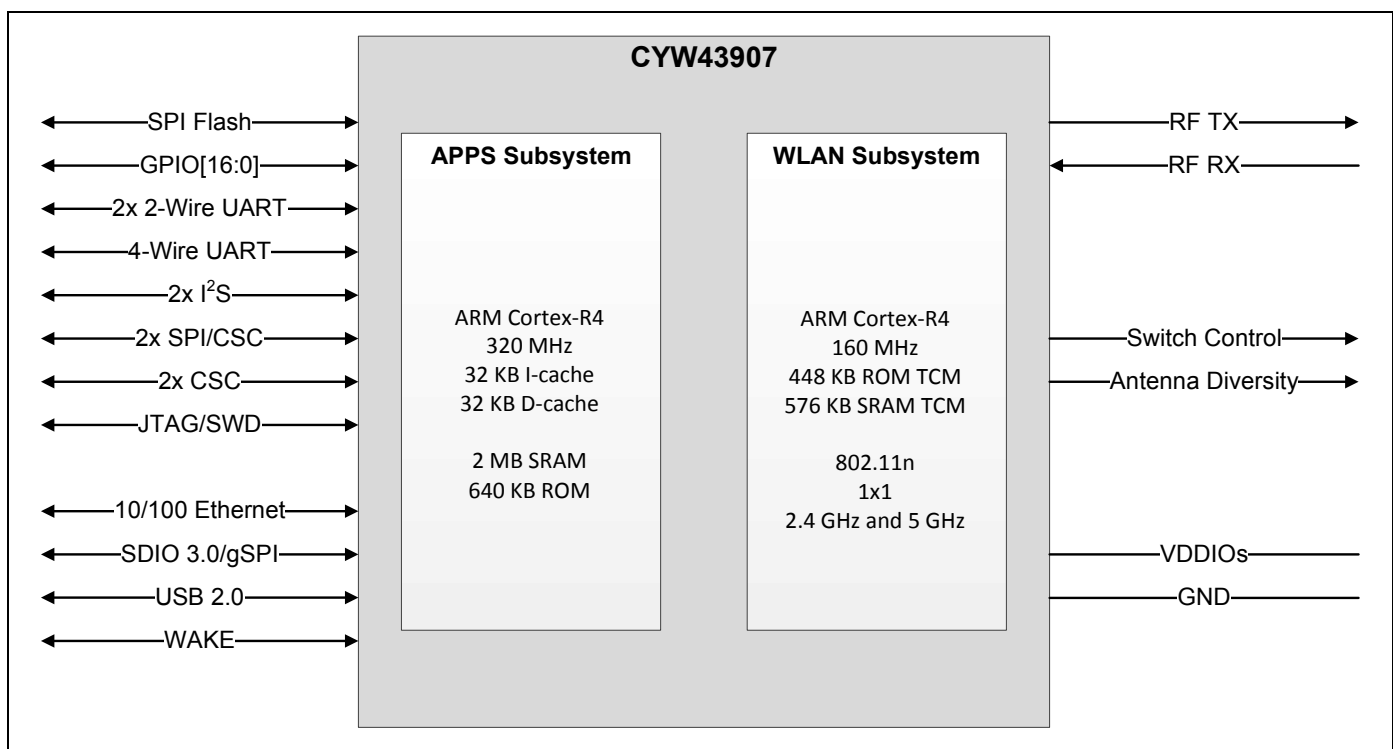 CYW43907
SPI Flash
GPIO[16:0]
2x 2-Wire UART
4-Wire UART
2x I²S
2x SPI/CSC
2x CSC
JTAG/SWD
10/100 Ethernet
SDIO 3.0/gSPI
USB 2.0
WAKE
APPS Subsystem
ARM Cortex-R4
320 MHz
32 KB I-cache
32 KB D-cache
2 MB SRAM
640 KB ROM
WLAN Subsystem
ARM Cortex-R4
160 MHz
448 KB ROM TCM
576 KB SRAM TCM
802.11n
1x1
2.4 GHz and 5 GHz
RF TX
RF RX
Switch Control
Antenna Diversity
VDDIOs
GND